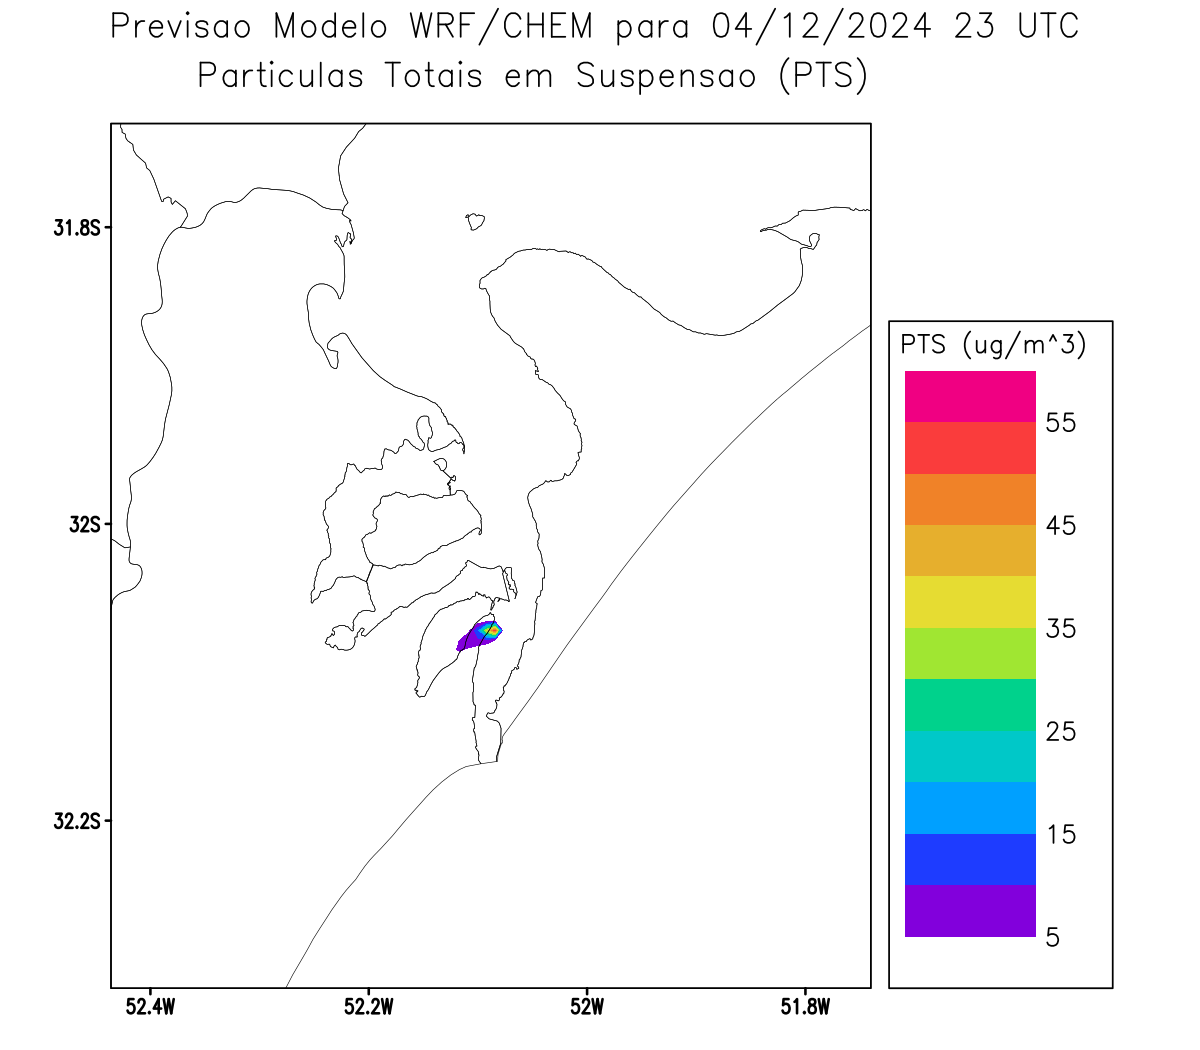 Previsao Modelo WRF/CHEM para 04/12/2024 23 UTC
Particulas Totais em Suspensao (PTS)
31.8S
32S
32.2S
52.4W
52.2W
52W
51.8W
PTS (ug/m^3)
55
45
35
25
15
5